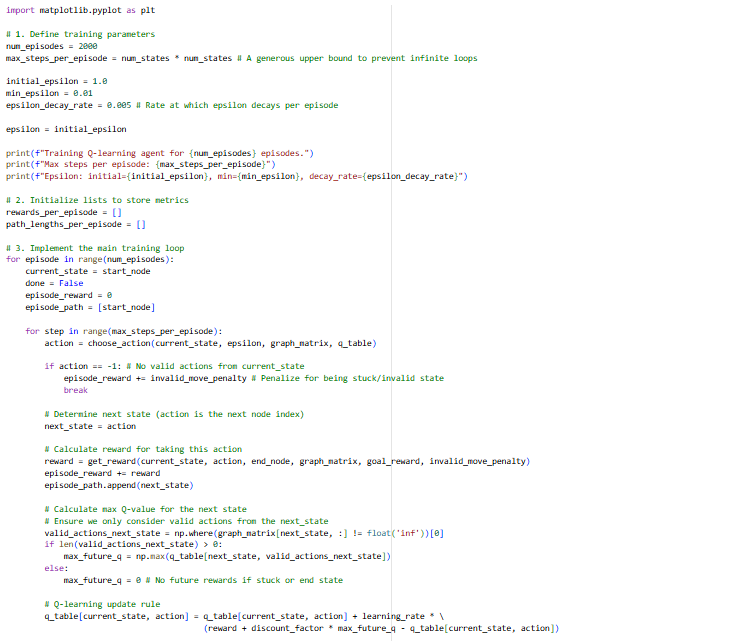 import matplotlib.pyplot as plt
# 1. Define training parameters
num_episodes = 2000
max_steps_per_episode = num_states * num_states # A generous upper bound to prevent infinite loops
initial_epsilon = 1.0
min_epsilon = 0.01
epsilon_decay_rate = 0.005 # Rate at which epsilon decays per episode
epsilon = initial_epsilon
print(f"Training Q-learning agent for {num_episodes} episodes.")
print(f"Max steps per episode: {max_steps_per_episode}")
print(f"Epsilon: initial={initial_epsilon}, min={min_epsilon}, decay_rate={epsilon_decay_rate}")
# 2. Initialize lists to store metrics
rewards_per_episode = []
path_lengths_per_episode = []
# 3. Implement the main training loop
for episode in range(num_episodes):
    current_state = start_node
    done = False
    episode_reward = 0
    episode_path = [start_node]
    for step in range(max_steps_per_episode):
        action = choose_action(current_state, epsilon, graph_matrix, q_table)
        if action == -1: # No valid actions from current_state
            episode_reward += invalid_move_penalty # Penalize for being stuck/invalid state
            break
        # Determine next state (action is the next node index)
        next_state = action
        # Calculate reward for taking this action
        reward = get_reward(current_state, action, end_node, graph_matrix, goal_reward, invalid_move_penalty)
        episode_reward += reward
        episode_path.append(next_state)
        # Calculate max Q-value for the next state
        # Ensure we only consider valid actions from the next_state
        valid_actions_next_state = np.where(graph_matrix[next_state, :] != float('inf'))[0]
        if len(valid_actions_next_state) > 0:
            max_future_q = np.max(q_table[next_state, valid_actions_next_state])
        else:
            max_future_q = 0 # No future rewards if stuck or end state
        # Q-learning update rule
        q_table[current_state, action] = q_table[current_state, action] + learning_rate * \
                                         (reward + discount_factor * max_future_q - q_table[current_state, action])